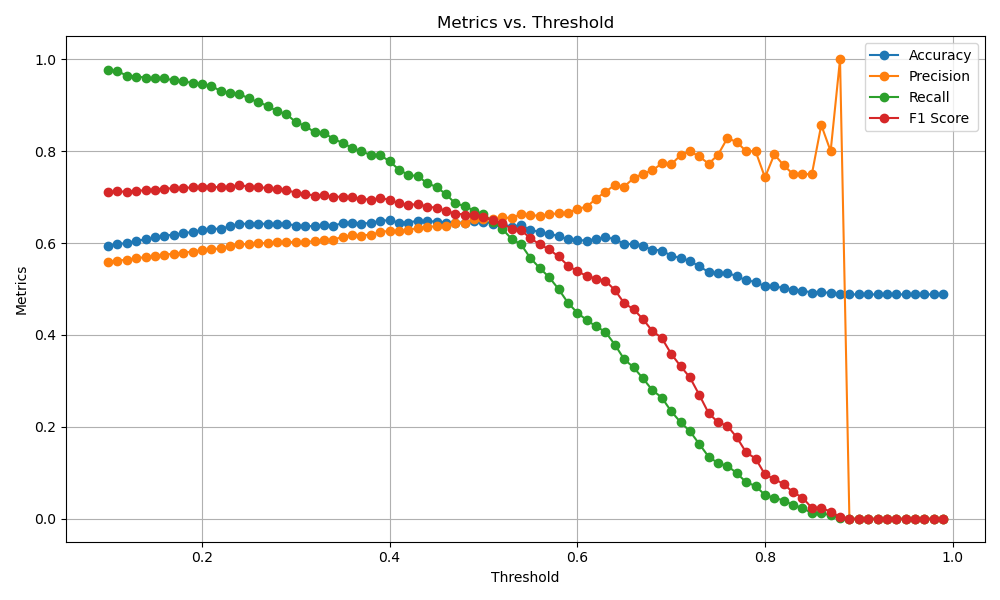 Metrics vs. Threshold
1.0
0.8
0.6
0.4
0.2
0.0
Metrics
Accuracy
Precision
Recall
F1 Score
0.2
0.4
0.6
0.8
1.0
Threshold